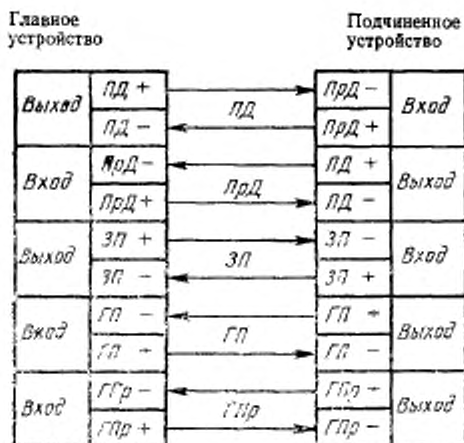 Главное устройство
Подчиненное устройство
Выход
ПД +
ПД
ПрД -
Вход
ПД -
ПрД +
Вход
ПрД -
ПрД
ПД +
Выход
ПрД+
ПД -
Выход
ЗП +
ЗП
ЗП -
Вход
ЗП -
ЗП +
Вход
ГП -
ГП
ГП +
Выход
ГП +
ГП -
Вход
ГПр -
ГПр
ГПр +
Выход
ГПр +
ГПр -